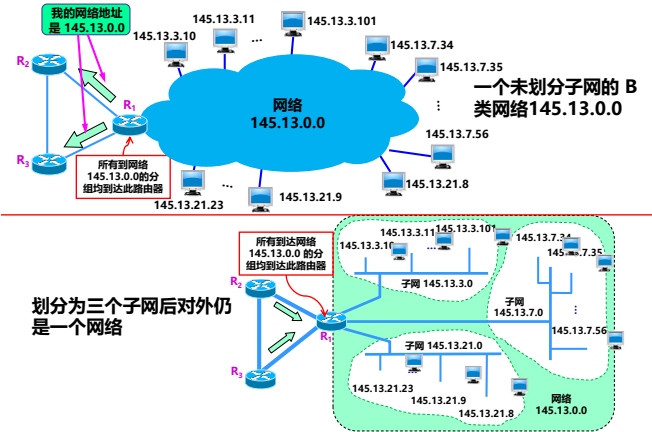 我的网络地址
是 145.13.0.0
145.13.3.10
145.13.3.11
...
145.13.3.101
145.13.7.34
145.13.7.35
R₂
R₁
R₃
网络
145.13.0.0
一个未划分子网的 B
类网络145.13.0.0
...
145.13.7.56
所有到网络
145.13.0.0的分
组均到达此路由器
145.13.21.23
...
145.13.21.9
145.13.21.8
所有到达网络
145.13.0.0 的分
组均到达此路由器
145.13.3.10
145.13.3.11
...
145.13.3.101
145.13.7.34
145.13.7.35
子网 145.13.3.0
划分为三个子网后对外仍
是一个网络
R₂
R₁
R₃
子网
145.13.7.0
...
145.13.7.56
子网 145.13.21.0
...
145.13.21.23
145.13.21.9
145.13.21.8
网络
145.13.0.0